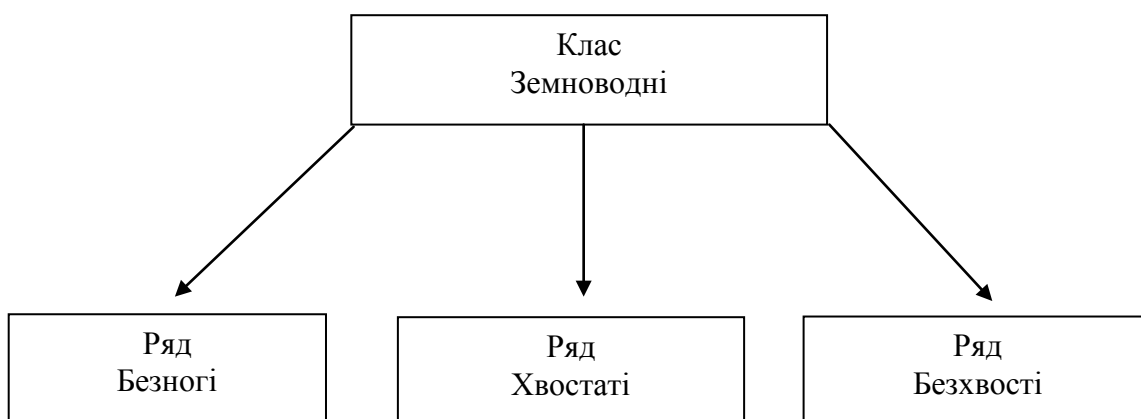 Клас
Земноводні
Ряд
Безногі
Ряд
Хвостаті
Ряд
Безхвості